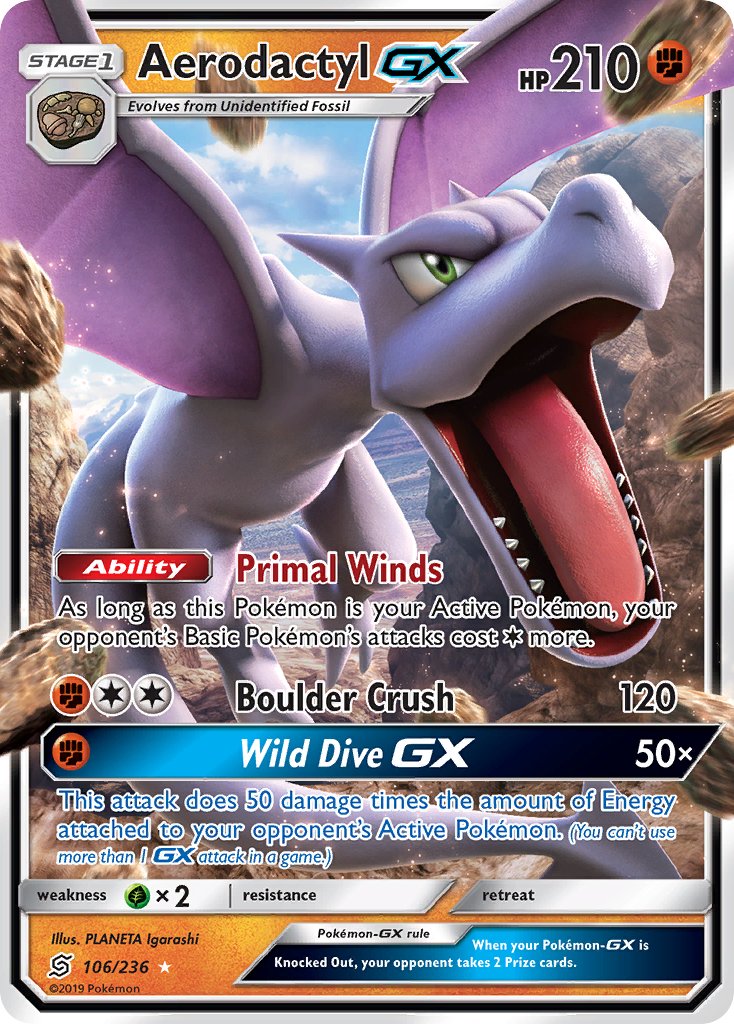 STAGE 1 Aerodactyl GX HP 210
Evolves from Unidentified Fossil
Ability Primal Winds
As long as this Pokémon is your Active Pokémon, your
opponent's Basic Pokémon's attacks cost more.
Boulder Crush 120
Wild Dive GX 50×
This attack does 50 damage times the amount of Energy
attached to your opponent's Active Pokémon. (You can't use
more than 1 GX attack in a game.)
weakness × 2 resistance retreat
Illus. PLANETA Igarashi
Pokémon-GX rule
When your Pokémon-GX is
Knocked Out, your opponent takes 2 Prize cards.
106/236 ★
©2019 Pokémon